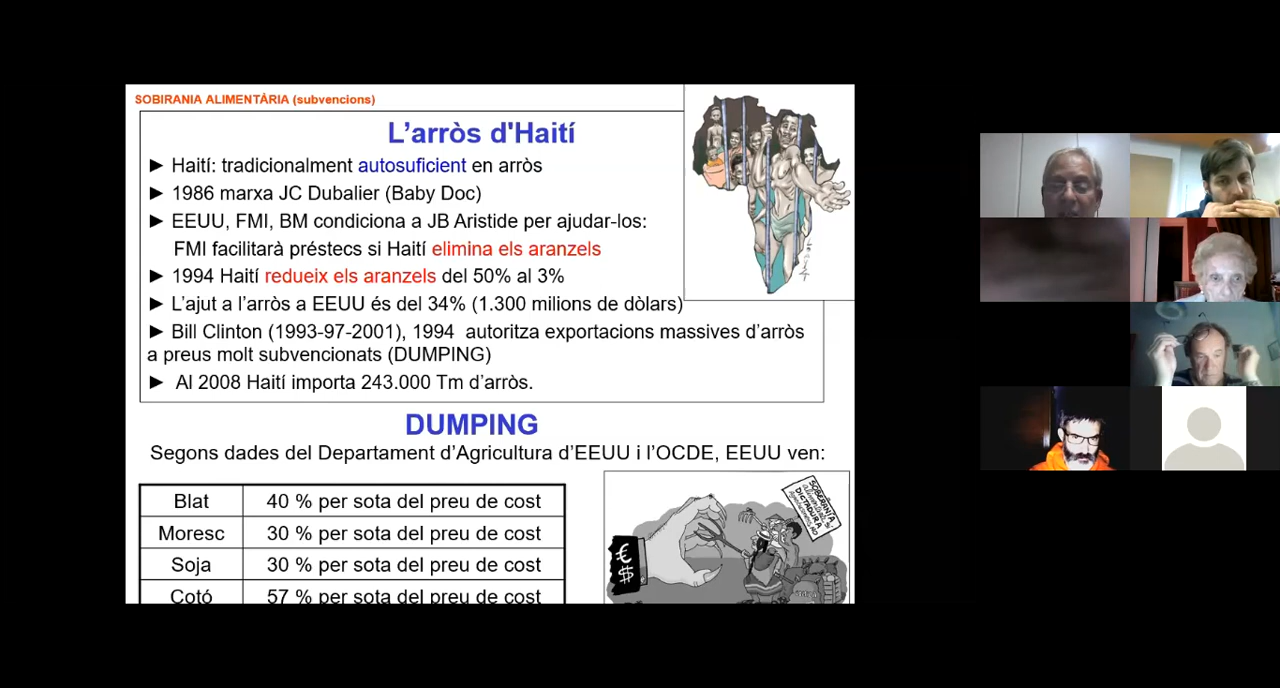 SOBIRANIA ALIMENTÀRIA (subvencions)
L'arròs d'Haití
► Haití: tradicionalment autosuficient en arròs
► 1986 marxa JC Dubalier (Baby Doc)
► EEUU, FMI, BM condiciona a JB Aristide per ajudar-los:
FMI facilitarà préstecs si Haití elimina els aranzels
► 1994 Haití redueix els aranzels del 50% al 3%
► L'ajut a l'arròs a EEUU és del 34% (1.300 milions de dòlars)
► Bill Clinton (1993-97-2001), 1994 autoritza exportacions massives d'arròs
a preus molt subvencionats (DUMPING)
► Al 2008 Haití importa 243.000 Tm d'arròs.
DUMPING
Segons dades del Departament d'Agricultura d'EEUU i l'OCDE, EEUU ven:
Blat 40 % per sota del preu de cost
Moresc 30 % per sota del preu de cost
Soja 30 % per sota del preu de cost
Cotó 57 % per sota del preu de cost
€
$
SOBERANÍA
DICTADURA